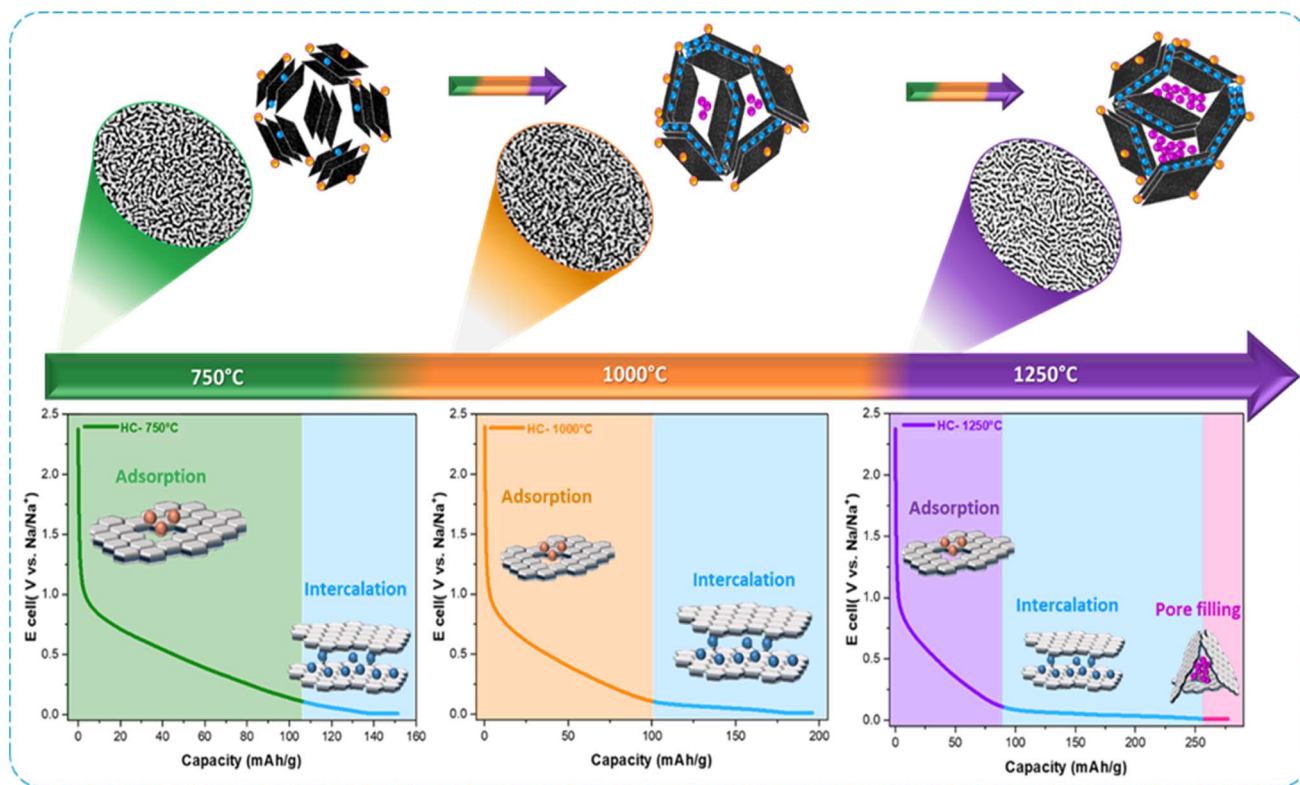 750°C
1000°C
1250°C
2.5
2.0
1.5
1.0
0.5
0.0
E cell( V vs. Na/Na⁺)
HC- 750°C
Adsorption
Intercalation
0 20 40 60 80 100 120 140 160
Capacity (mAh/g)
2.5
2.0
1.5
1.0
0.5
0.0
E cell( V vs. Na/Na⁺)
HC- 1000°C
Adsorption
Intercalation
0 50 100 150 200
Capacity (mAh/g)
2.5
2.0
1.5
1.0
0.5
0.0
E cell( V vs. Na/Na⁺)
HC- 1250°C
Adsorption
Intercalation
Pore filling
0 50 100 150 200 250
Capacity (mAh/g)